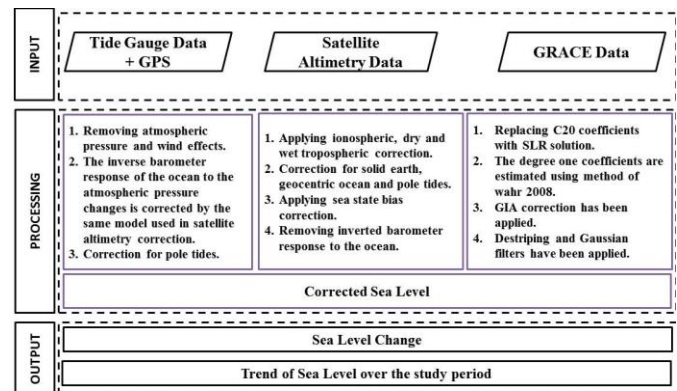 INPUT
Tide Gauge Data
+ GPS
Satellite
Altimetry Data
GRACE Data
PROCESSING
1. Removing atmospheric
pressure and wind effects.
2. The inverse barometer
response of the ocean to the
atmospheric pressure
changes is corrected by the
same model used in satellite
altimetry correction.
3. Correction for pole tides.
1. Applying ionospheric, dry and
wet tropospheric correction.
2. Correction for solid earth,
geocentric ocean and pole tides.
3. Applying sea state bias
correction.
4. Removing inverted barometer
response to the ocean.
1. Replacing C20 coefficients
with SLR solution.
2. The degree one coefficients are
estimated using method of
wahr 2008.
3. GIA correction has been
applied.
4. Destriping and Gaussian
filters have been applied.
Corrected Sea Level
OUTPUT
Sea Level Change
Trend of Sea Level over the study period